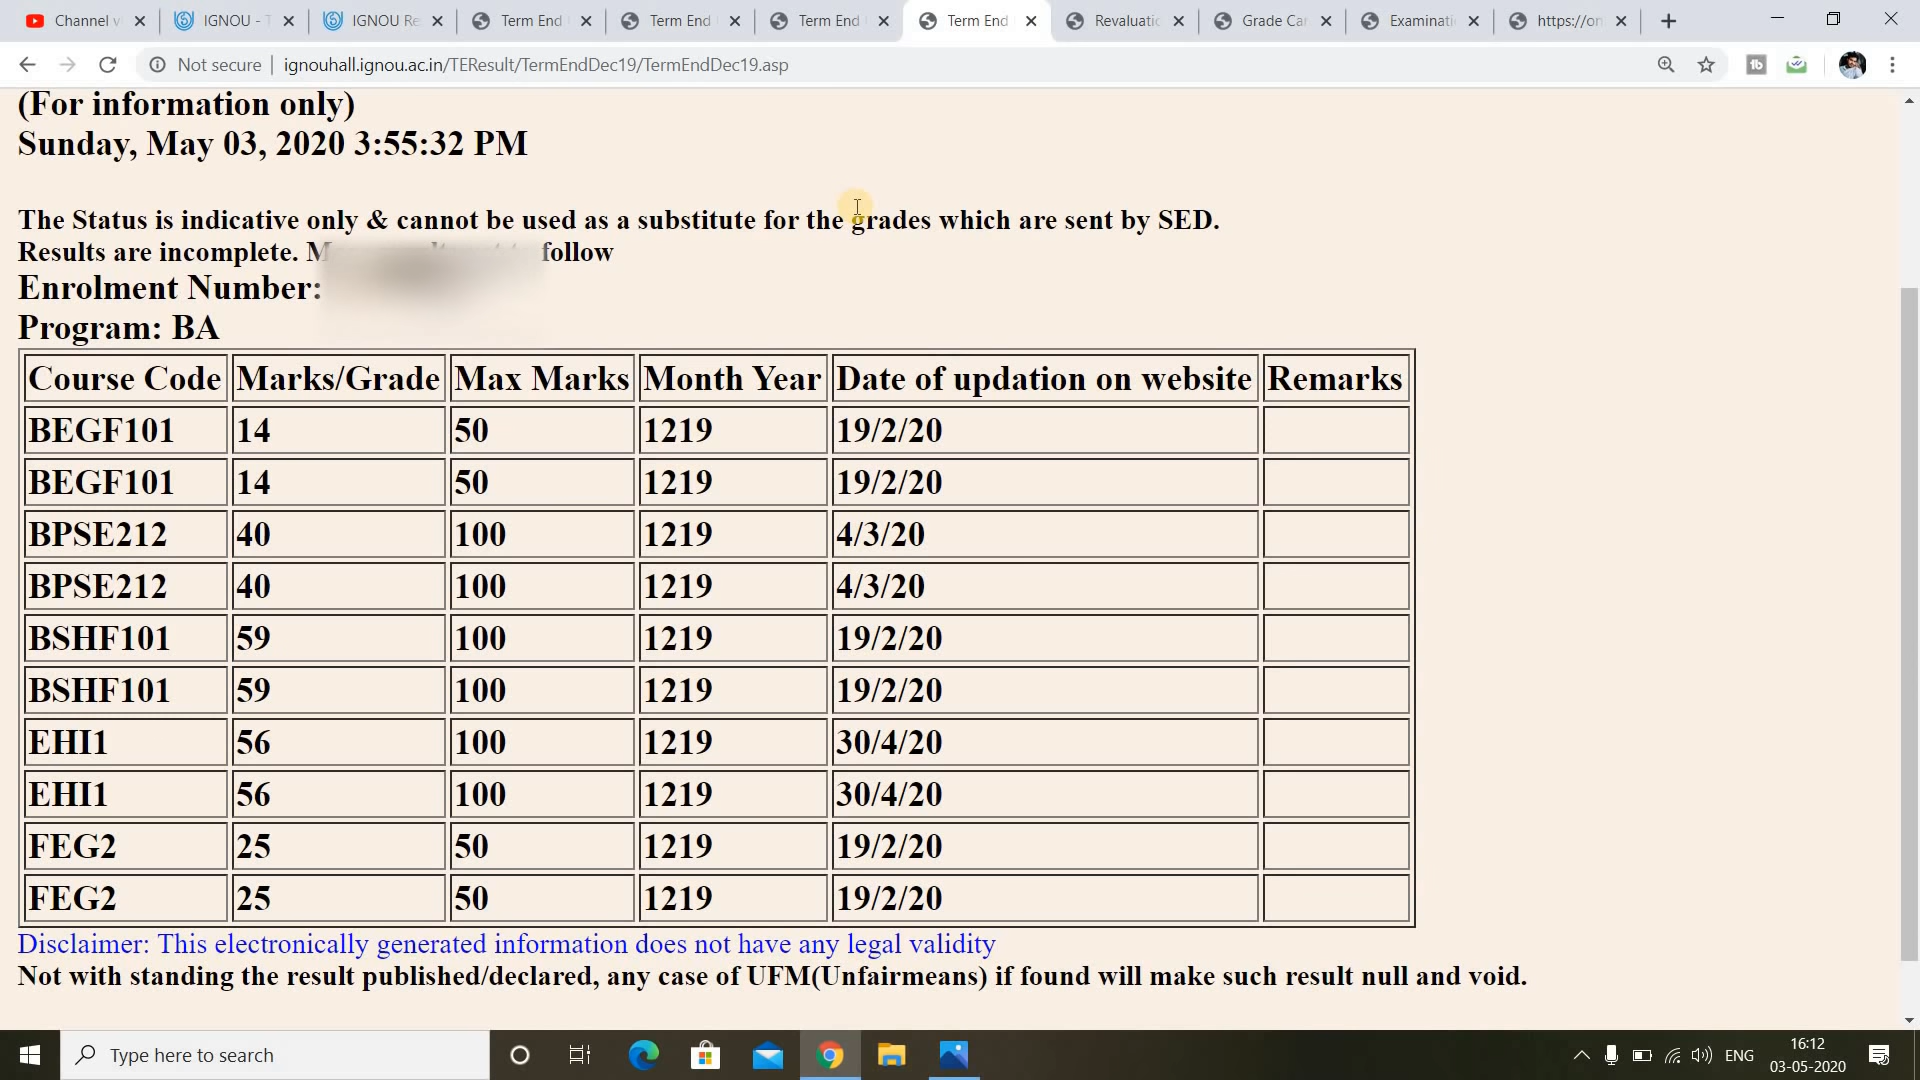 Channel v
IGNOU - T
IGNOU Re
Term End
Term End
Term End
Term End
Revaluatio
Grade Car
Examinati
https://on
Not secure
ignouhall.ignou.ac.in/TEResult/TermEndDec19/TermEndDec19.asp
(For information only)
Sunday, May 03, 2020 3:55:32 PM
The Status is indicative only & cannot be used as a substitute for the grades which are sent by SED.
Results are incomplete. follow
Enrolment Number:
Program: BA
Course Code Marks/Grade Max Marks Month Year Date of updation on website Remarks
BEGF101 14 50 1219 19/2/20
BEGF101 14 50 1219 19/2/20
BPSE212 40 100 1219 4/3/20
BPSE212 40 100 1219 4/3/20
BSHF101 59 100 1219 19/2/20
BSHF101 59 100 1219 19/2/20
EHI1 56 100 1219 30/4/20
EHI1 56 100 1219 30/4/20
FEG2 25 50 1219 19/2/20
FEG2 25 50 1219 19/2/20
Disclaimer: This electronically generated information does not have any legal validity
Not with standing the result published/declared, any case of UFM(Unfairmeans) if found will make such result null and void.
Type here to search
ENG
16:12
03-05-2020